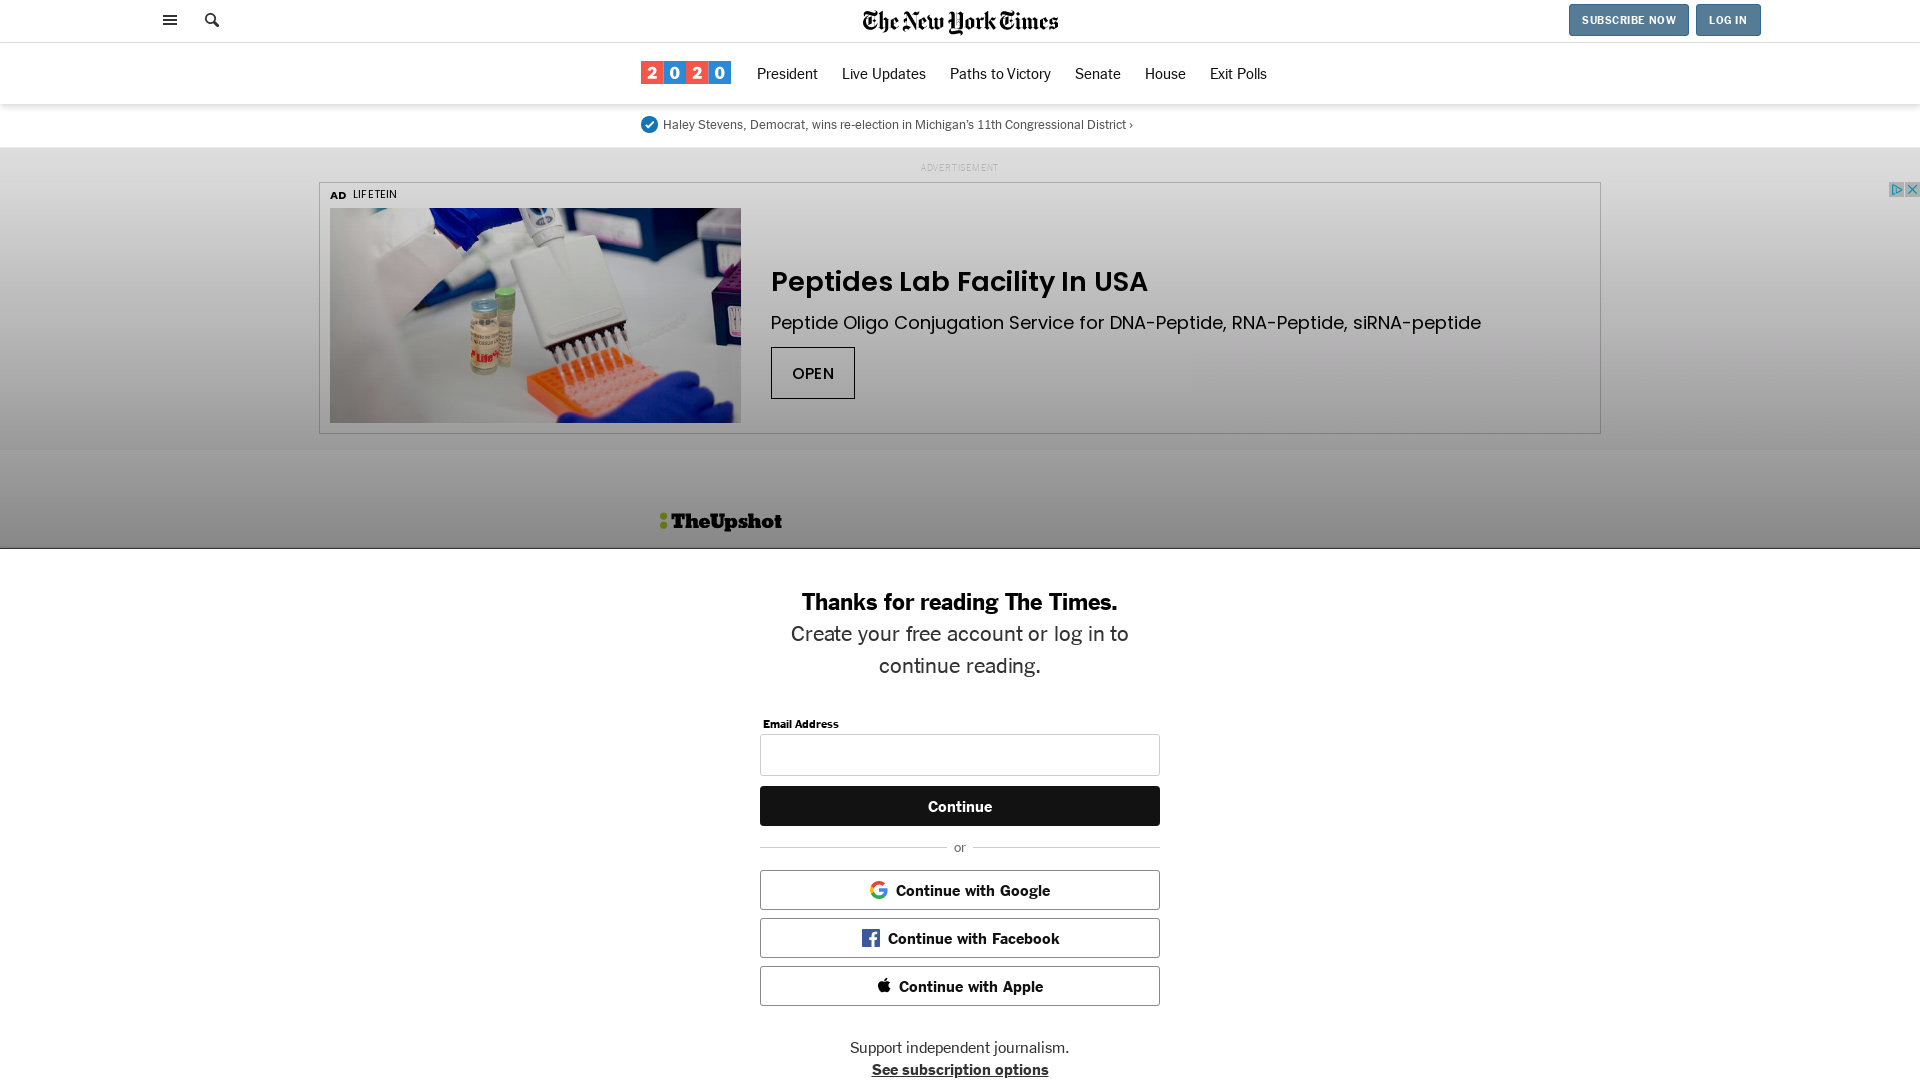 The New York Times
SUBSCRIBE NOW
LOG IN
2020
President
Live Updates
Paths to Victory
Senate
House
Exit Polls
Haley Stevens, Democrat, wins re-election in Michigan’s 11th Congressional District ›
ADVERTISEMENT
AD LIFETEIN
Peptides Lab Facility In USA
Peptide Oligo Conjugation Service for DNA-Peptide, RNA-Peptide, siRNA-peptide
OPEN
TheUpshot
Thanks for reading The Times.
Create your free account or log in to
continue reading.
Email Address
Continue
or
Continue with Google
Continue with Facebook
Continue with Apple
Support independent journalism.
See subscription options